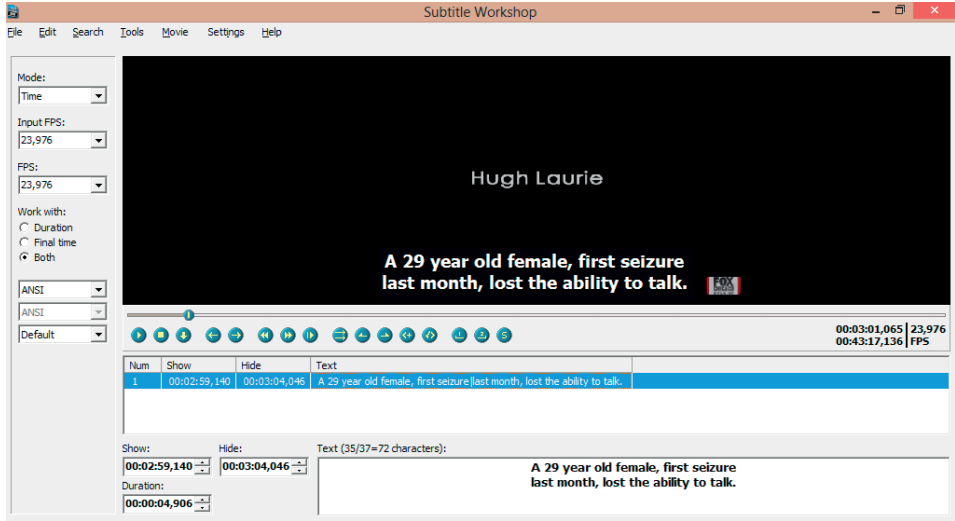 Subtitle Workshop
File Edit Search Tools Movie Settings Help
Mode:
Time
Input FPS:
23,976
FPS:
23,976
Work with:
Duration
Final time
Both
ANSI
ANSI
Default
Hugh Laurie
A 29 year old female, first seizure
last month, lost the ability to talk.
FOX
00:03:01,065 23,976
00:43:17,136 FPS
Num Show Hide Text
1 00:02:59,140 00:03:04,046 A 29 year old female, first seizure|last month, lost the ability to talk.
Show: Hide: Text (35/37=72 characters):
00:02:59,140 00:03:04,046
Duration:
00:00:04,906
A 29 year old female, first seizure
last month, lost the ability to talk.